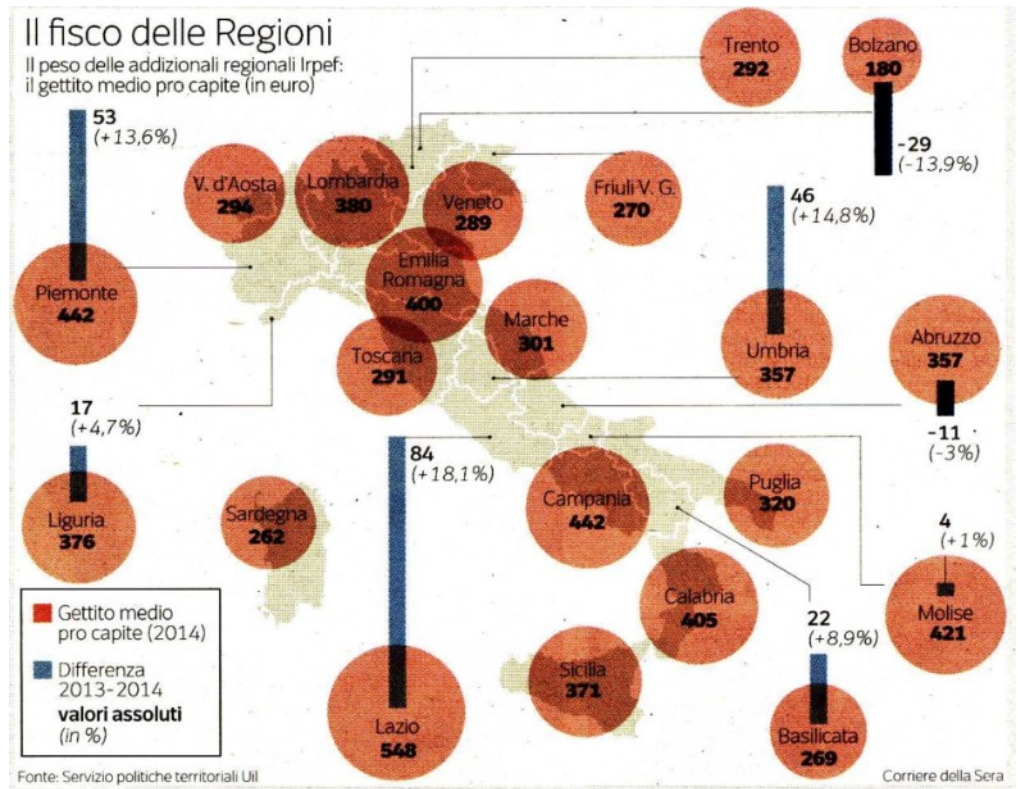 Il fisco delle Regioni
Il peso delle addizionali regionali Irpef:
il gettito medio pro capite (in euro)
Trento
292
Bolzano
180
53
(+13,6%)
-29
(-13,9%)
V. d'Aosta
294
Lombardia
380
Veneto
289
Friuli V. G.
270
46
(+14,8%)
Piemonte
442
Emilia
Romagna
400
Marche
301
Toscana
291
Umbria
357
Abruzzo
357
17
(+4,7%)
-11
(-3%)
84
(+18,1%)
Liguria
376
Sardegna
262
Campania
442
Puglia
320
4
(+1%)
Calabria
405
Molise
421
22
(+8,9%)
Sicilia
371
Lazio
548
Basilicata
269
Gettito medio
pro capite (2014)
Differenza
2013-2014
valori assoluti
(in %)
Fonte: Servizio politiche territoriali Uil
Corriere della Sera